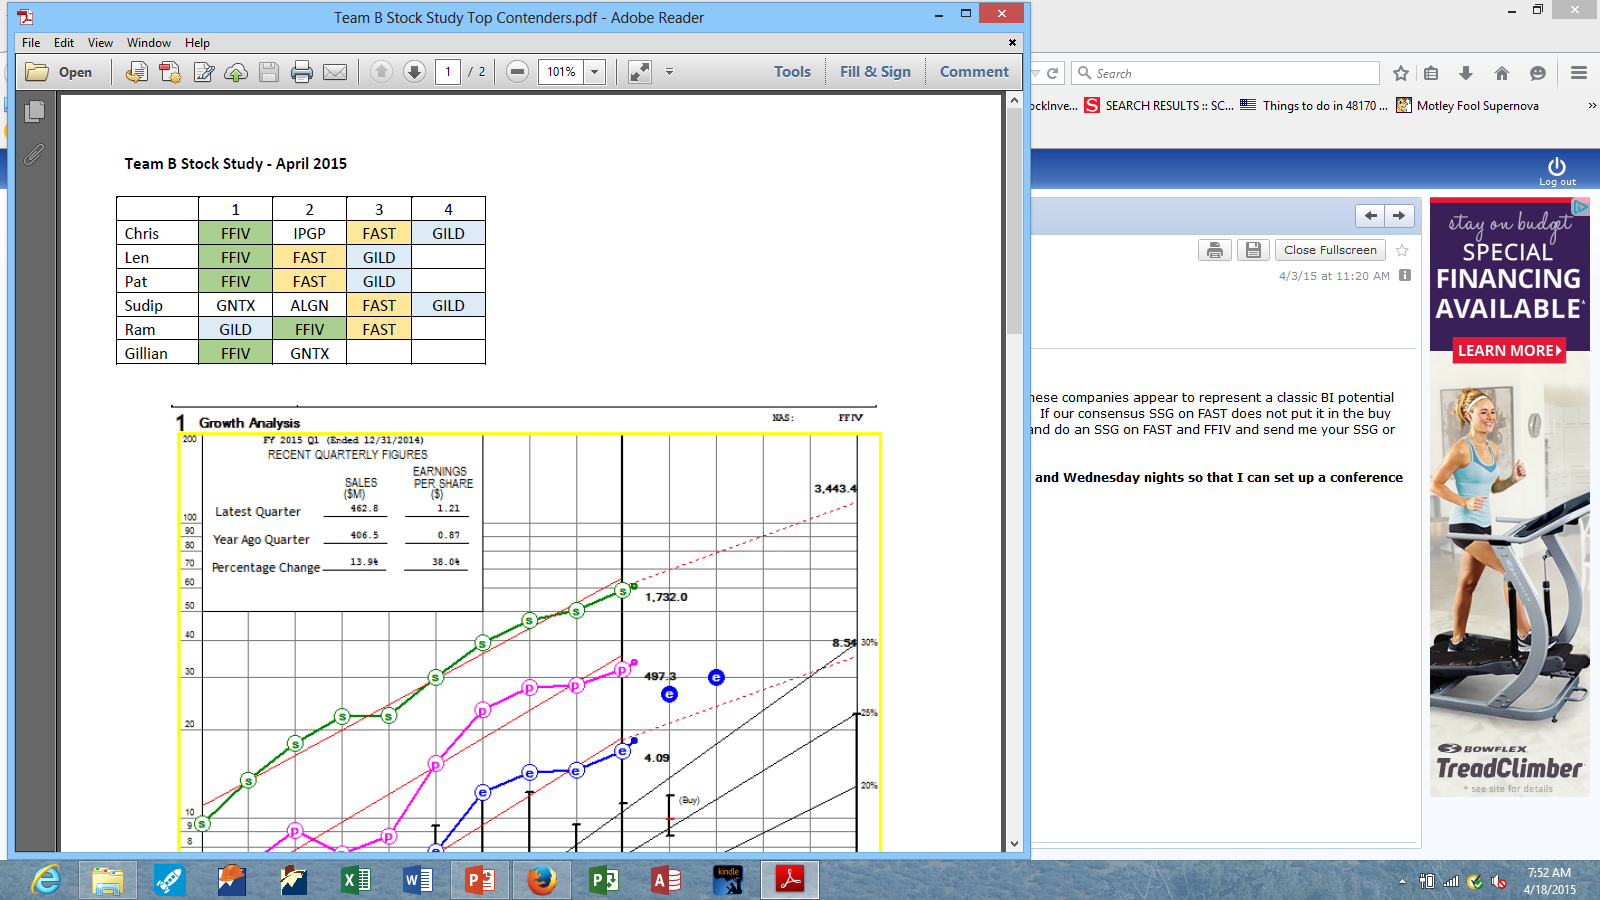 Team B Stock Study Top Contenders.pdf - Adobe Reader
File Edit View Window Help
Open 1 / 2 101% Tools Fill & Sign Comment
Search
ockInve... SEARCH RESULTS :: SC... Things to do in 48170 ... Motley Fool Supernova »
Log out
Close Fullscreen
4/3/15 at 11:20 AM
Team B Stock Study - April 2015
1 2 3 4
Chris FFIV IPGP FAST GILD
Len FFIV FAST GILD
Pat FFIV FAST GILD
Sudip GNTX ALGN FAST GILD
Ram GILD FFIV FAST
Gillian FFIV GNTX
1 Growth Analysis NAS: FFIV
FY 2015 Q1 (Ended 12/31/2014)
RECENT QUARTERLY FIGURES
SALES ($M) EARNINGS PER SHARE ($)
Latest Quarter 462.8 1.21
Year Ago Quarter 406.5 0.87
Percentage Change 13.9% 38.0%
200
100
90
80
70
60
50
40
30
20
10
9
8
3,443.4
1,732.0
8.54
497.3
4.09
30%
25%
20%
(Buy)
s s s s s s s s s s
p p p p p p p
e e e e e e e
hese companies appear to represent a classic BI potential
If our consensus SSG on FAST does not put it in the buy
and do an SSG on FAST and FFIV and send me your SSG or
and Wednesday nights so that I can set up a conference
stay on budget
SPECIAL
FINANCING
AVAILABLE*
LEARN MORE
BOWFLEX
TreadClimber
* see site for details
kindle
7:52 AM
4/18/2015